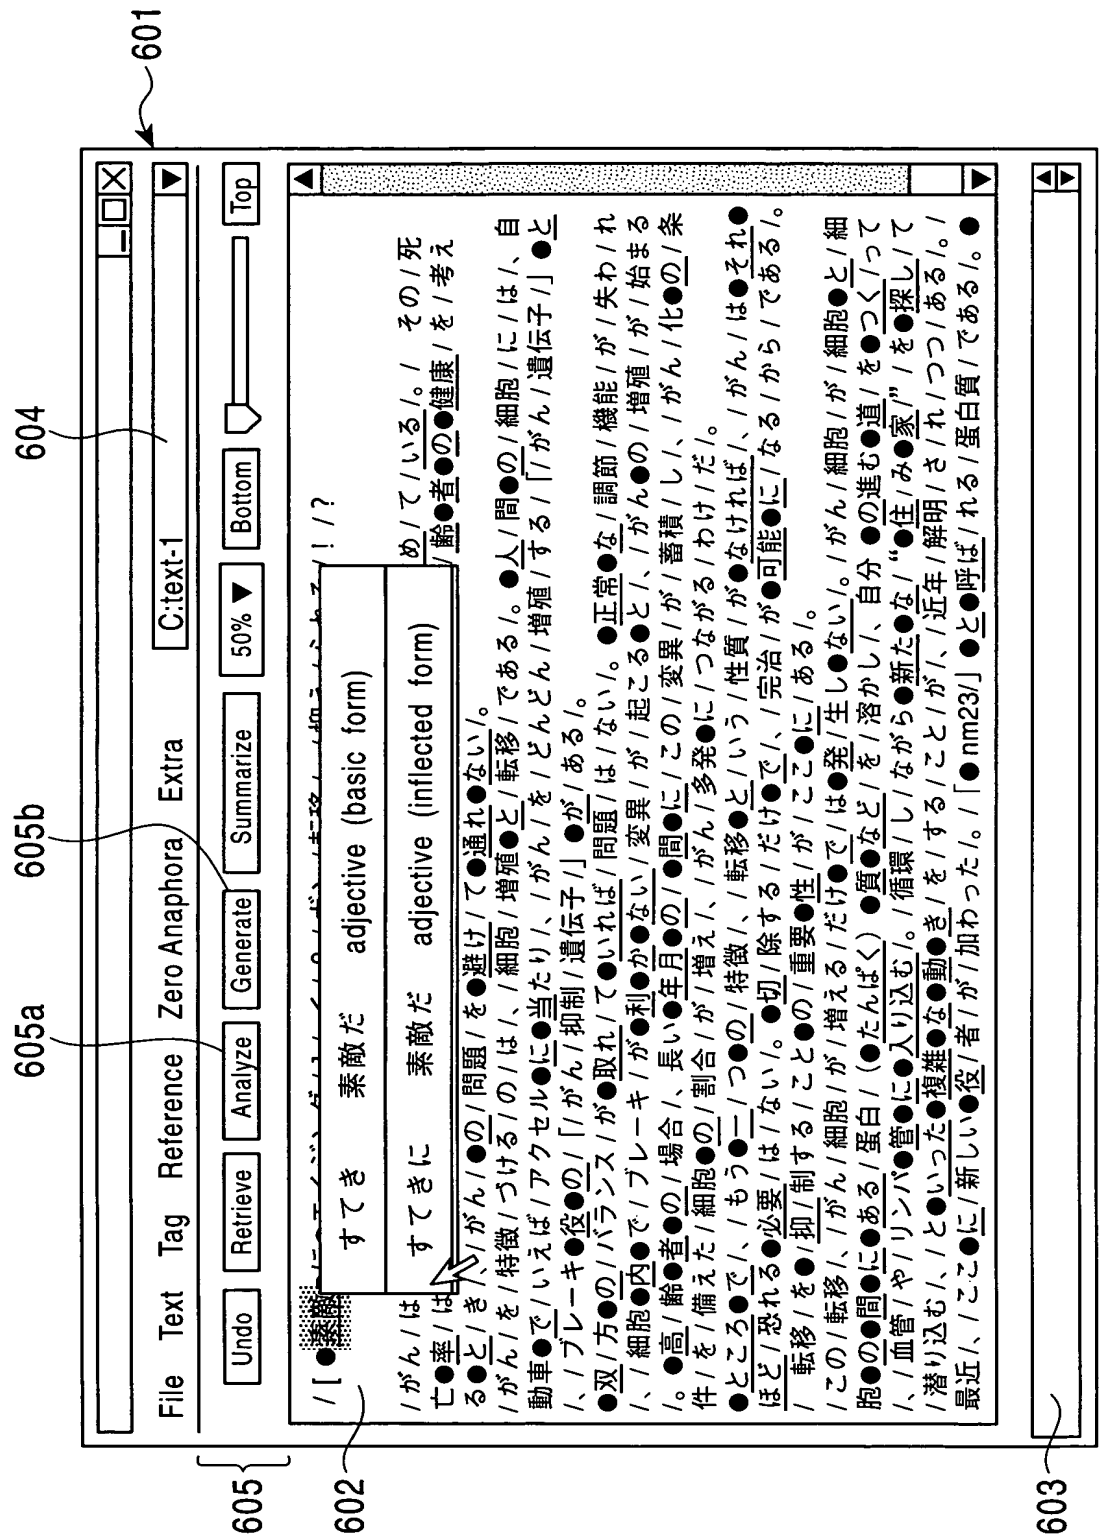 601
604
605b
605a
605
602
603
C:text-1
File Text Tag Reference Zero Anaphora Extra
Undo Retrieve Analyze Generate Summarize 50% ▼ Bottom Top
/ [ ●素敵
! / ?
すてき 素敵だ adjective (basic form)
すてきに 素敵だ adjective (inflected form)
/がん/は
め/て/いる/。/ その/死
亡●率/は
齢●者●の●健康/を/考え
る●と/き/、/がん/●の/問題/を●避け/て●通れ●ない/。
/がん/を/特徴/づける/の/は/、/細胞/増殖●と/転移/である/。●人/間●の/細胞/に/は/、自
動車●で/いえば/アクセル●に●当たり/、/がん/を/どんどん/増殖/する/「/がん/遺伝子/」●と
/、/ブレーキ●役●の/「/がん/抑制/遺伝子/」●が/ある/。
●双/方●の/バランス/が●取れ/て●いれば/問題/は/ない/。●正常●な/調節/機能/が/失わ/れ
/、/細胞●内●で/ブレーキ/が●利●か●ない/変異/が/起こる●と/、/がん●の/増殖/が/始まる
/。●高/齢●者●の/場合/、長い●年月●の/●間●に/この/変異/が/蓄積/し/、/がん/化●の/条
件/を/備えた/細胞●の/割合/が/増え/、/がん/多発●に/つながる/わけ/だ/。
●ところ●で/、/もう●一/つ●の/特徴/、/転移●と/いう/性質/が●なければ/、/がん/は●それ●
ほど/恐れる●必要/は/ない/。●切/除する/だけ●で/、/完治/が●可能●に/なる/から/である/。
/ 転移/を●/抑/制する/こと●の/重要●性/が/ここ●に/ある/。
/この/転移/、/がん/細胞/が/増える/だけ●で/は●発/生し●ない/。/がん/細胞/が/細胞●と/細
胞●の●間●に●ある/蛋白/(●たんぱく) ●質●など/を/溶かし/、自分 ●の進む●道/を●つく/って
/、/血管/や/リンパ●管●に●入り込む/。/循環/し/ながら●新た●な/“●住/み●家/”/を●探し/て
/潜り込む/、/と●いった●複雑●な●動●き/を/する/こと/が/、/近年/解明/さ/れ/つつ/ある/。/
最近/、/ここ●に/新しい●役/者/が/加わった/。/「●nm23/」●と●呼ば/れる/蛋白質/である/。●